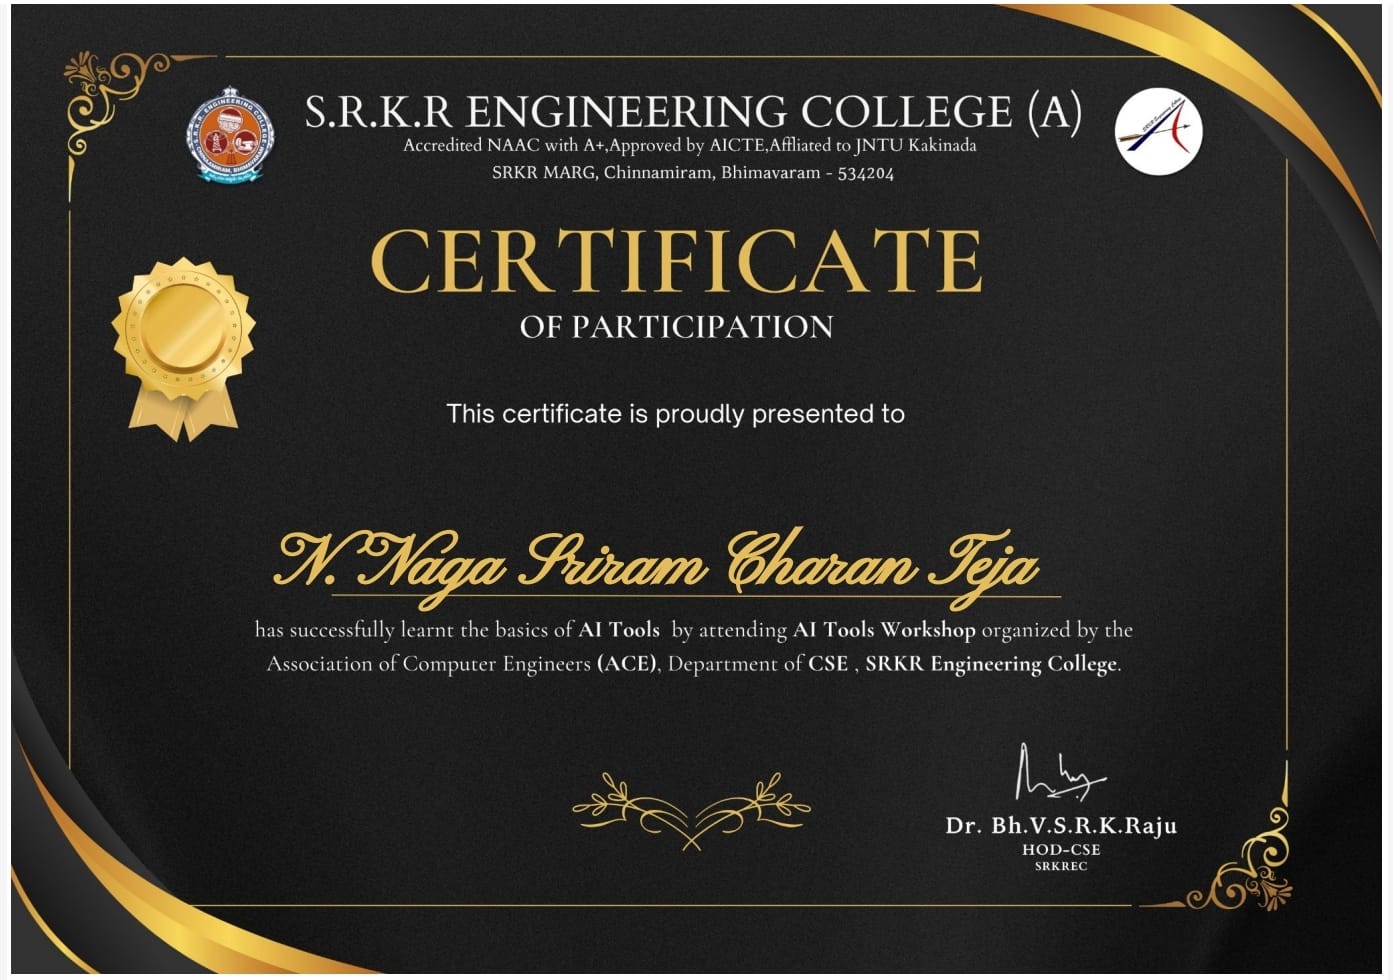 S.R.K.R ENGINEERING COLLEGE (A)
Accredited NAAC with A+,Approved by AICTE,Affliated to JNTU Kakinada
SRKR MARG, Chinnamiram, Bhimavaram - 534204
CERTIFICATE
OF PARTICIPATION
This certificate is proudly presented to
N. Naga Sriram Charan Teja
has successfully learnt the basics of AI Tools by attending AI Tools Workshop organized by the
Association of Computer Engineers (ACE), Department of CSE , SRKR Engineering College.
Dr. Bh.V.S.R.K.Raju
HOD-CSE
SRKREC